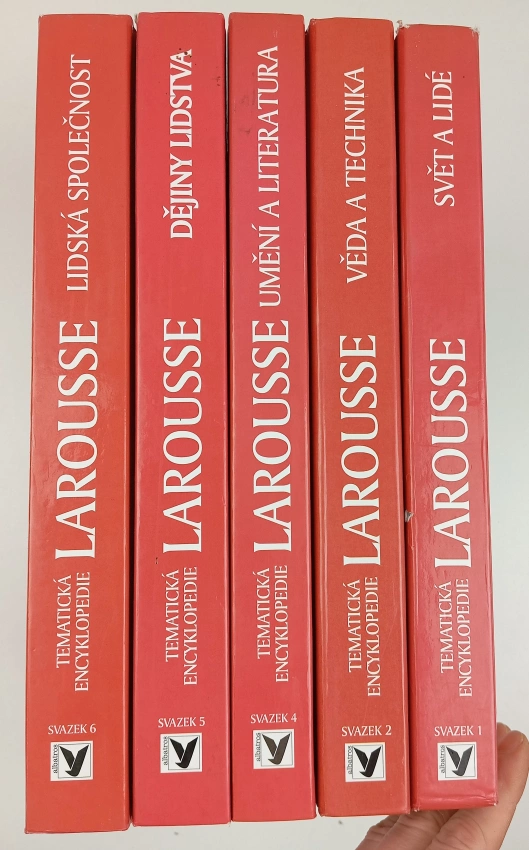 SVAZEK 6
albatros
TEMATICKÁ
ENCYKLOPEDIE
LAROUSSE
LIDSKÁ SPOLEČNOST
SVAZEK 5
albatros
TEMATICKÁ
ENCYKLOPEDIE
LAROUSSE
DĚJINY LIDSTVA
SVAZEK 4
albatros
TEMATICKÁ
ENCYKLOPEDIE
LAROUSSE
UMĚNÍ A LITERATURA
SVAZEK 2
albatros
TEMATICKÁ
ENCYKLOPEDIE
LAROUSSE
VĚDA A TECHNIKA
SVAZEK 1
albatros
TEMATICKÁ
ENCYKLOPEDIE
LAROUSSE
SVĚT A LIDÉ